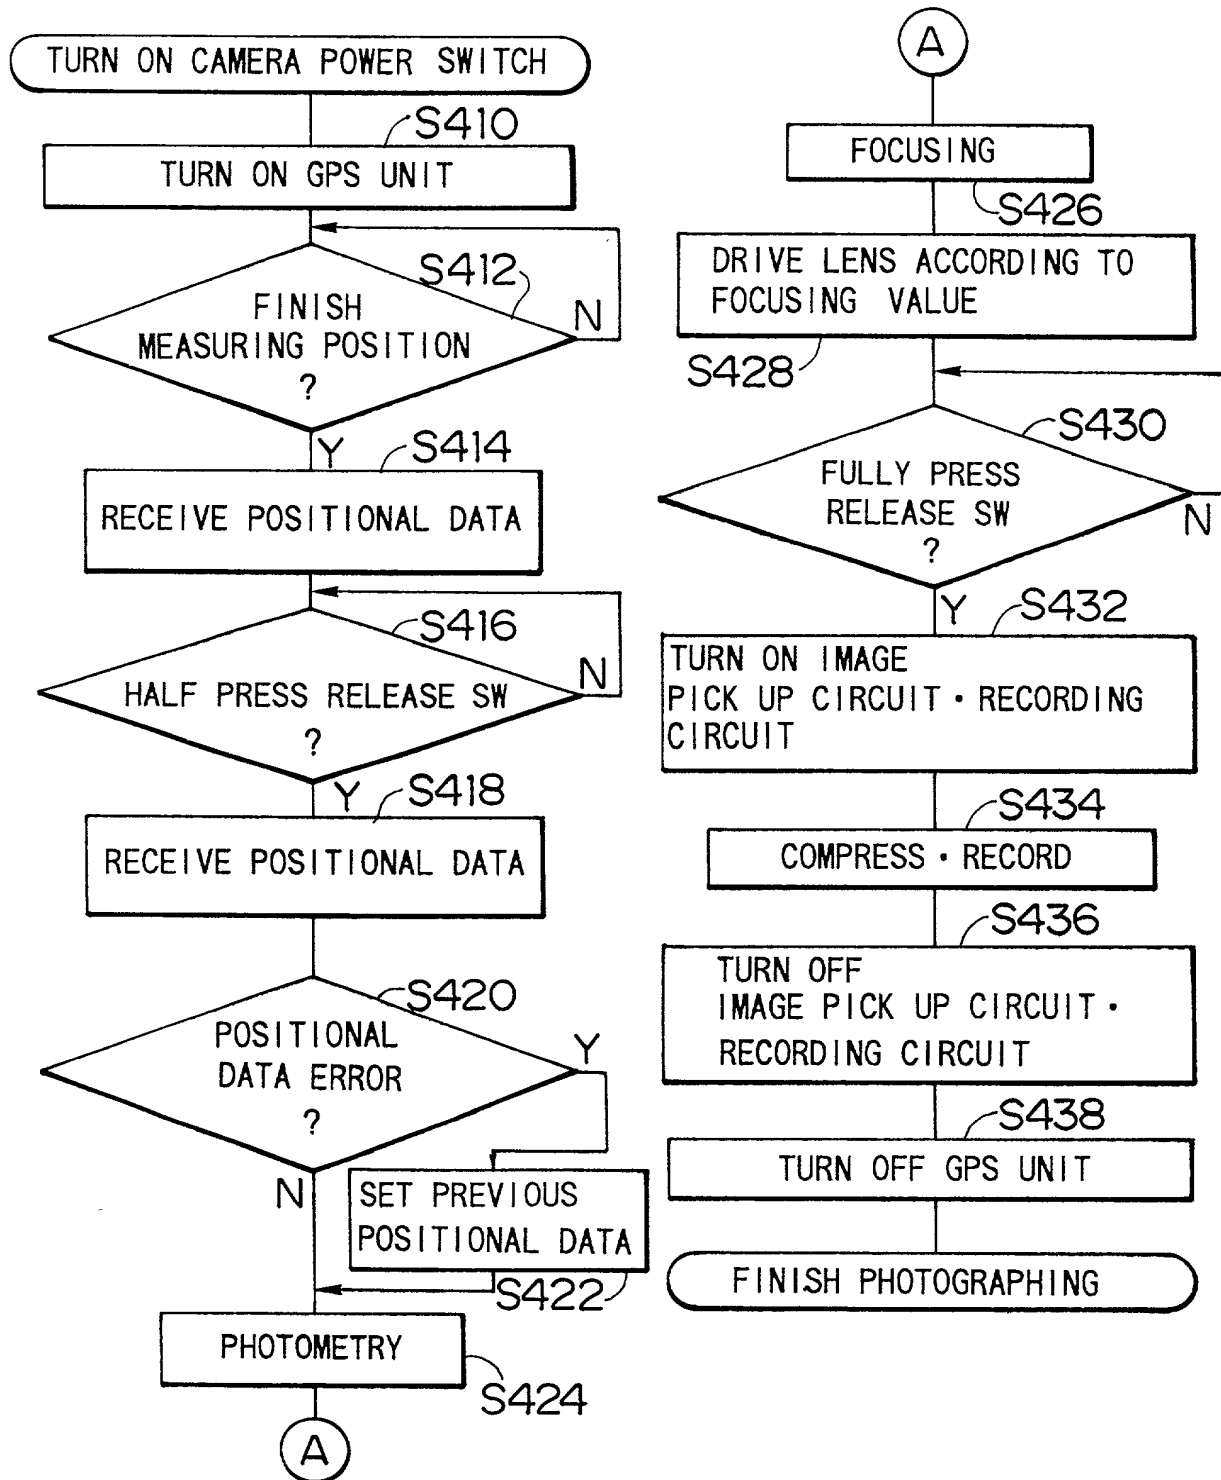 TURN ON CAMERA POWER SWITCH
S410
TURN ON GPS UNIT
S412
FINISH
MEASURING POSITION
?
N
Y
S414
RECEIVE POSITIONAL DATA
S416
HALF PRESS RELEASE SW
?
N
Y
S418
RECEIVE POSITIONAL DATA
S420
POSITIONAL
DATA ERROR
?
Y
N
SET PREVIOUS
POSITIONAL DATA
S422
PHOTOMETRY
S424
A
A
FOCUSING
S426
DRIVE LENS ACCORDING TO
FOCUSING VALUE
S428
S430
FULLY PRESS
RELEASE SW
?
N
Y
S432
TURN ON IMAGE
PICK UP CIRCUIT・RECORDING
CIRCUIT
S434
COMPRESS・RECORD
S436
TURN OFF
IMAGE PICK UP CIRCUIT・
RECORDING CIRCUIT
S438
TURN OFF GPS UNIT
FINISH PHOTOGRAPHING